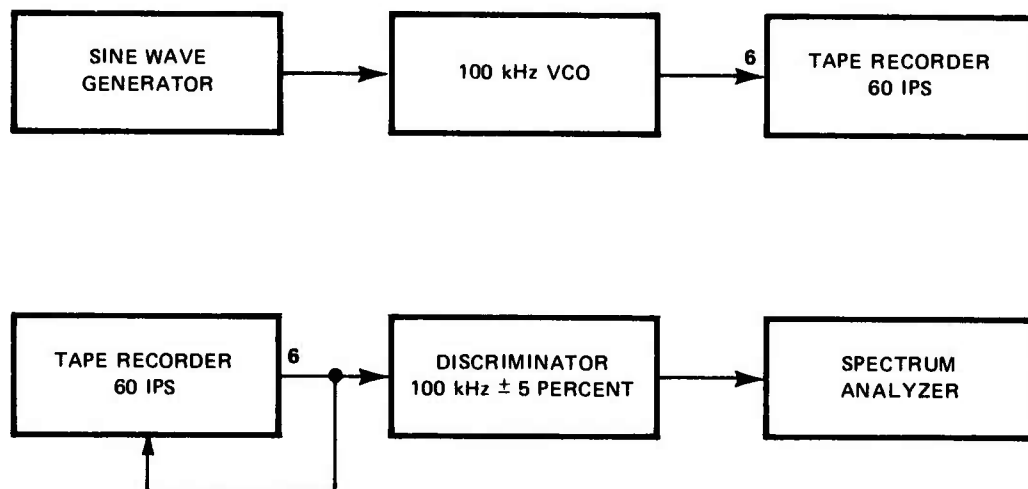 SINE WAVE
GENERATOR
100 kHz VCO
6
TAPE RECORDER
60 IPS
TAPE RECORDER
60 IPS
6
DISCRIMINATOR
100 kHz ± 5 PERCENT
SPECTRUM
ANALYZER